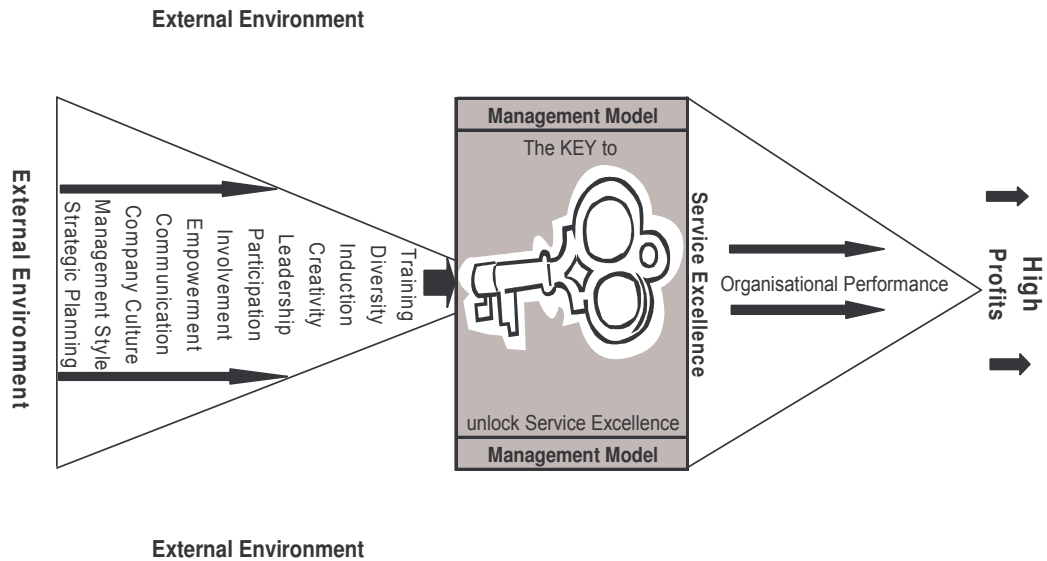 External Environment
External Environment
Strategic Planning
Management Style
Company Culture
Communication
Empowerment
Involvement
Participation
Leadership
Creativity
Induction
Diversity
Training
Management Model
The KEY to
unlock Service Excellence
Management Model
Service Excellence
Organisational Performance
High
Profits
External Environment